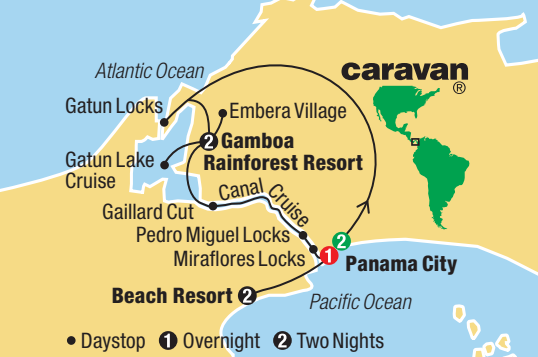 Atlantic Ocean
caravan
®
Gatun Locks
Embera Village
2 Gamboa
Rainforest Resort
Gatun Lake
Cruise
Canal Cruise
Gaillard Cut
Pedro Miguel Locks
Miraflores Locks
2
1
Panama City
Beach Resort 2
Pacific Ocean
• Daystop 1 Overnight 2 Two Nights